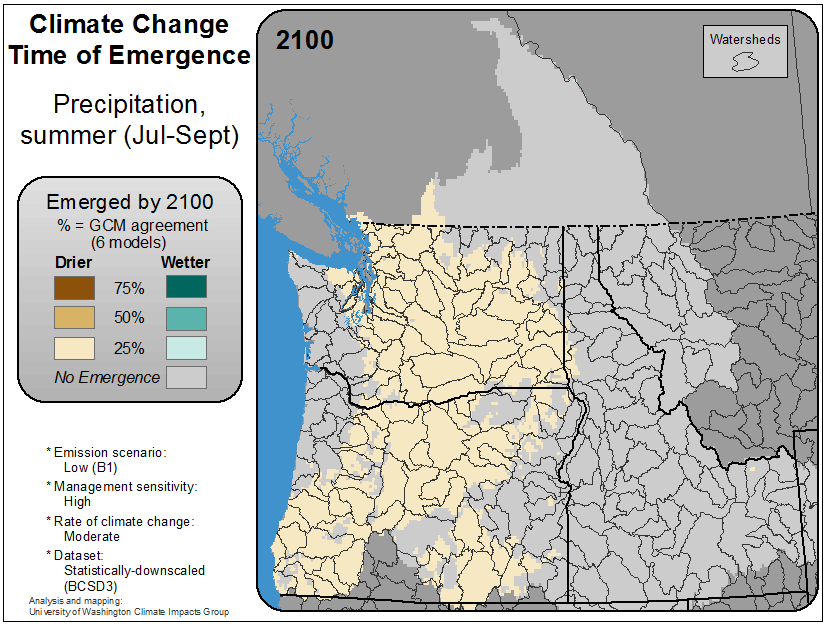 Climate Change
Time of Emergence
Precipitation,
summer (Jul-Sept)
Emerged by 2100
% = GCM agreement
(6 models)
Drier Wetter
75%
50%
25%
No Emergence
* Emission scenario:
Low (B1)
* Management sensitivity:
High
* Rate of climate change:
Moderate
* Dataset:
Statistically-downscaled
(BCSD3)
Analysis and mapping:
University of Washington Climate Impacts Group
2100
Watersheds